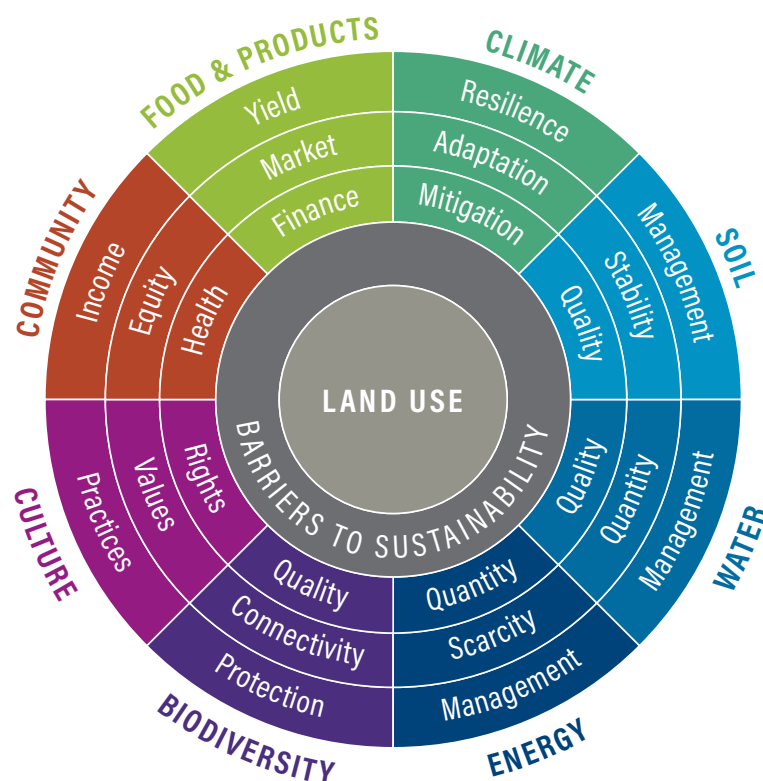 FOOD & PRODUCTS
Yield
Market
Finance
CLIMATE
Resilience
Adaptation
Mitigation
SOIL
Management
Stability
Quality
WATER
Management
Quantity
Quality
ENERGY
Quantity
Scarcity
Management
BIODIVERSITY
Quality
Connectivity
Protection
CULTURE
Practices
Values
Rights
COMMUNITY
Income
Equity
Health
BARRIERS TO SUSTAINABILITY
LAND USE